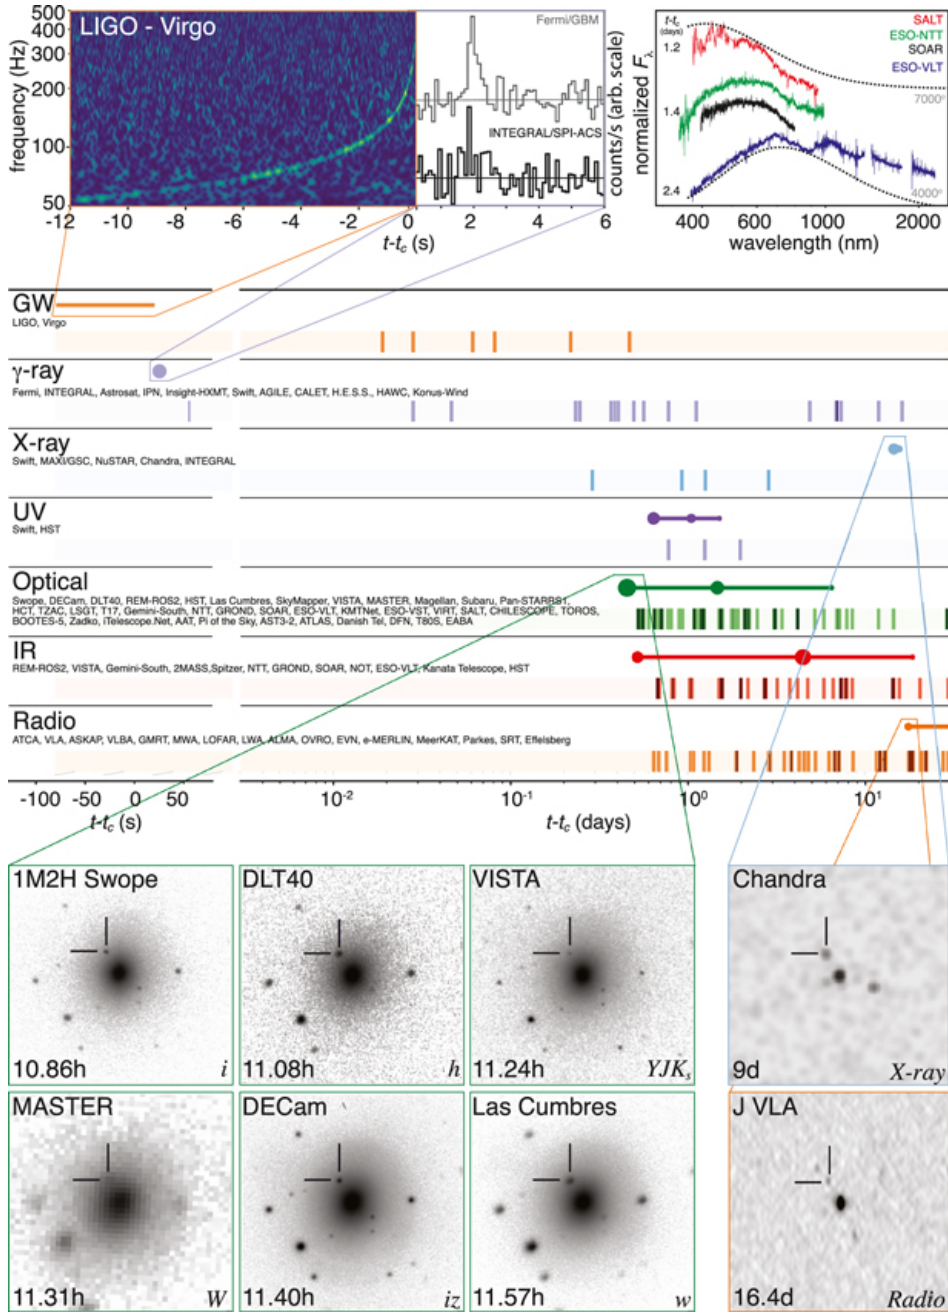 LIGO - Virgo
frequency (Hz)
500
400
300
200
100
50
-12 -10 -8 -6 -4 -2 0 2 4 6
t-tc (s)
Fermi/GBM
INTEGRAL/SPI-ACS
counts/s (arb. scale)
normalized Fλ
t-tc
(days)
1.2
1.4
2.4
SALT
ESO-NTT
SOAR
ESO-VLT
7000°
4000°
400 600 1000 2000
wavelength (nm)
GW
LIGO, Virgo
γ-ray
Fermi, INTEGRAL, Astrosat, IPN, Insight-HXMT, Swift, AGILE, CALET, H.E.S.S., HAWC, Konus-Wind
X-ray
Swift, MAXI/GSC, NuSTAR, Chandra, INTEGRAL
UV
Swift, HST
Optical
Swope, DECam, DLT40, REM-ROS2, HST, Las Cumbres, SkyMapper, VISTA, MASTER, Magellan, Subaru, Pan-STARRS1,
HCT, TZAC, LSGT, T17, Gemini-South, NTT, GROND, SOAR, ESO-VLT, KMTNet, ESO-VST, VIRT, SALT, CHILESCOPE, TOROS,
BOOTES-5, Zadko, iTelescope.Net, AAT, Pi of the Sky, AST3-2, ATLAS, Danish Tel, DFN, T80S, EABA
IR
REM-ROS2, VISTA, Gemini-South, 2MASS,Spitzer, NTT, GROND, SOAR, NOT, ESO-VLT, Kanata Telescope, HST
Radio
ATCA, VLA, ASKAP, VLBA, GMRT, MWA, LOFAR, LWA, ALMA, OVRO, EVN, e-MERLIN, MeerKAT, Parkes, SRT, Effelsberg
-100 -50 0 50 10⁻² 10⁻¹ 10⁰ 10¹
t-tc (s) t-tc (days)
1M2H Swope
10.86h i
DLT40
11.08h h
VISTA
11.24h YJKs
Chandra
9d X-ray
MASTER
11.31h W
DECam
11.40h iz
Las Cumbres
11.57h w
J VLA
16.4d Radio